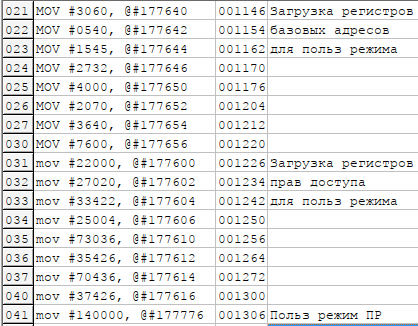 021 MOV #3060, @#177640 001146 Загрузка регистров
022 MOV #0540, @#177642 001154 базовых адресов
023 MOV #1545, @#177644 001162 для польз режима
024 MOV #2732, @#177646 001170
025 MOV #4000, @#177650 001176
026 MOV #2070, @#177652 001204
027 MOV #3640, @#177654 001212
030 MOV #7600, @#177656 001220
031 mov #22000, @#177600 001226 Загрузка регистров
032 mov #27020, @#177602 001234 прав доступа
033 mov #33422, @#177604 001242 для польз режима
034 mov #25004, @#177606 001250
035 mov #73036, @#177610 001256
036 mov #35426, @#177612 001264
037 mov #70436, @#177614 001272
040 mov #37426, @#177616 001300
041 mov #140000, @#177776 001306 Польз режим ПР